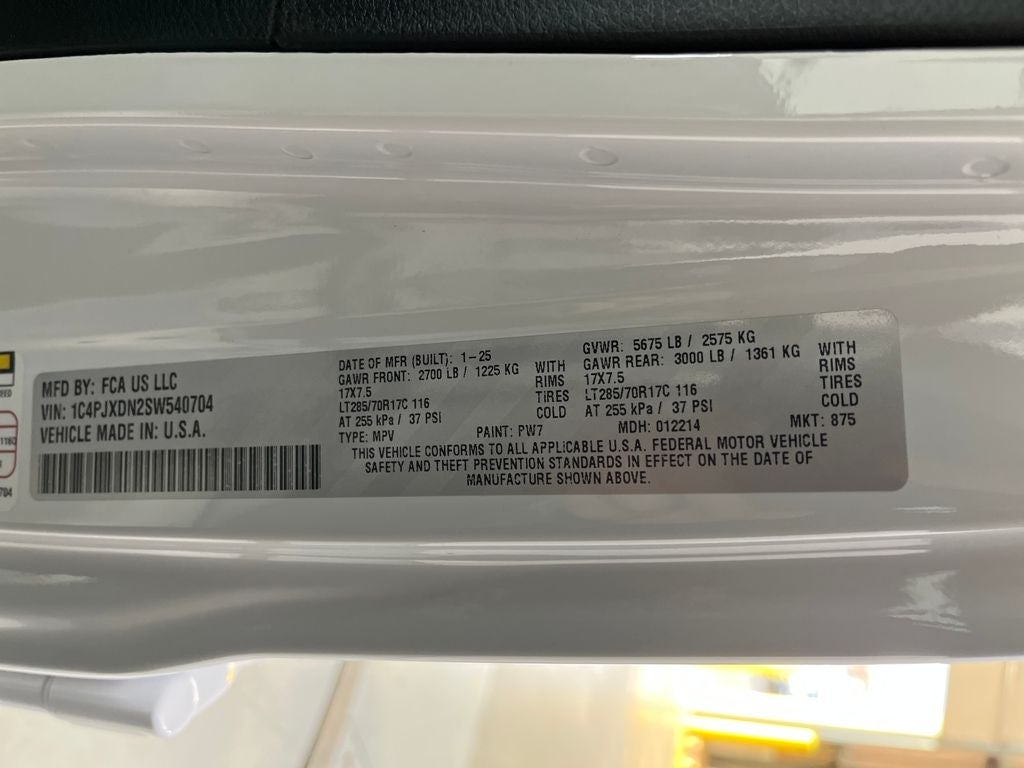 MFD BY: FCA US LLC
VIN: 1C4PJXDN2SW540704
VEHICLE MADE IN: U.S.A.
DATE OF MFR (BUILT): 1-25
GAWR FRONT: 2700 LB / 1225 KG WITH
17X7.5 RIMS
LT285/70R17C 116 TIRES
AT 255 kPa / 37 PSI COLD
GVWR: 5675 LB / 2575 KG
GAWR REAR: 3000 LB / 1361 KG WITH
17X7.5 RIMS
LT285/70R17C 116 TIRES
AT 255 kPa / 37 PSI COLD
TYPE: MPV PAINT: PW7 MDH: 012214 MKT: 875
THIS VEHICLE CONFORMS TO ALL APPLICABLE U.S.A. FEDERAL MOTOR VEHICLE
SAFETY AND THEFT PREVENTION STANDARDS IN EFFECT ON THE DATE OF
MANUFACTURE SHOWN ABOVE.